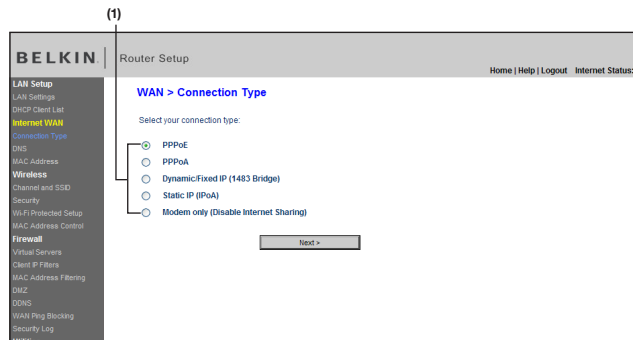 (1)
BELKIN. Router Setup
Home | Help | Logout Internet Status:
LAN Setup
LAN Settings
DHCP Client List
Internet WAN
Connection Type
DNS
MAC Address
Wireless
Channel and SSID
Security
Wi-Fi Protected Setup
MAC Address Control
Firewall
Virtual Servers
Client IP Filters
MAC Address Filtering
DMZ
DDNS
WAN Ping Blocking
Security Log
WAN > Connection Type
Select your connection type:
PPPoE
PPPoA
Dynamic/Fixed IP (1483 Bridge)
Static IP (IPoA)
Modem only (Disable Internet Sharing)
Next >